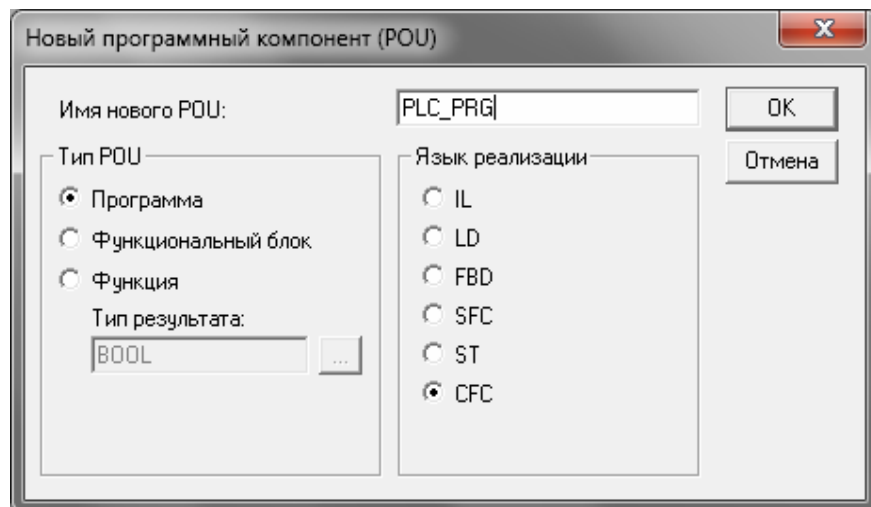 Новый программный компонент (POU)
Имя нового POU:
PLC_PRG
OK
Отмена
Тип POU
Программа
Функциональный блок
Функция
Тип результата:
BOOL
...
Язык реализации
IL
LD
FBD
SFC
ST
CFC